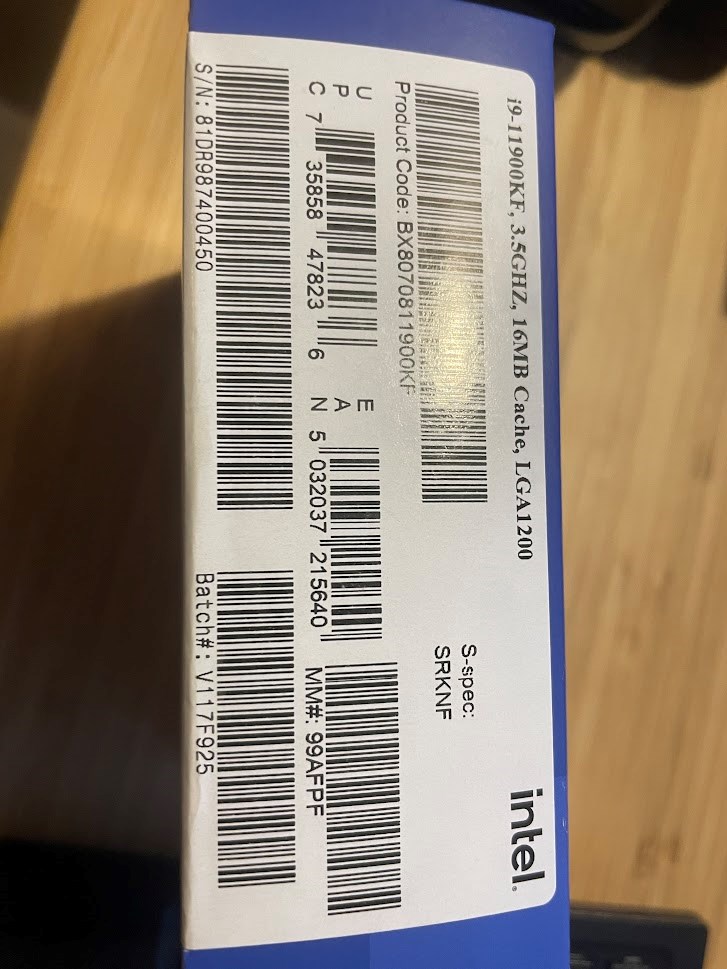 i9-11900KF, 3.5GHZ, 16MB Cache, LGA1200
intel.
Product Code: BX8070811900KF
S-spec:
SRKNF
U
P
C 7 35858 47823 6
E
A
N 5 032037 215640
MM#: 99AFPF
S/N: 81DR987400450
Batch#: V117F925